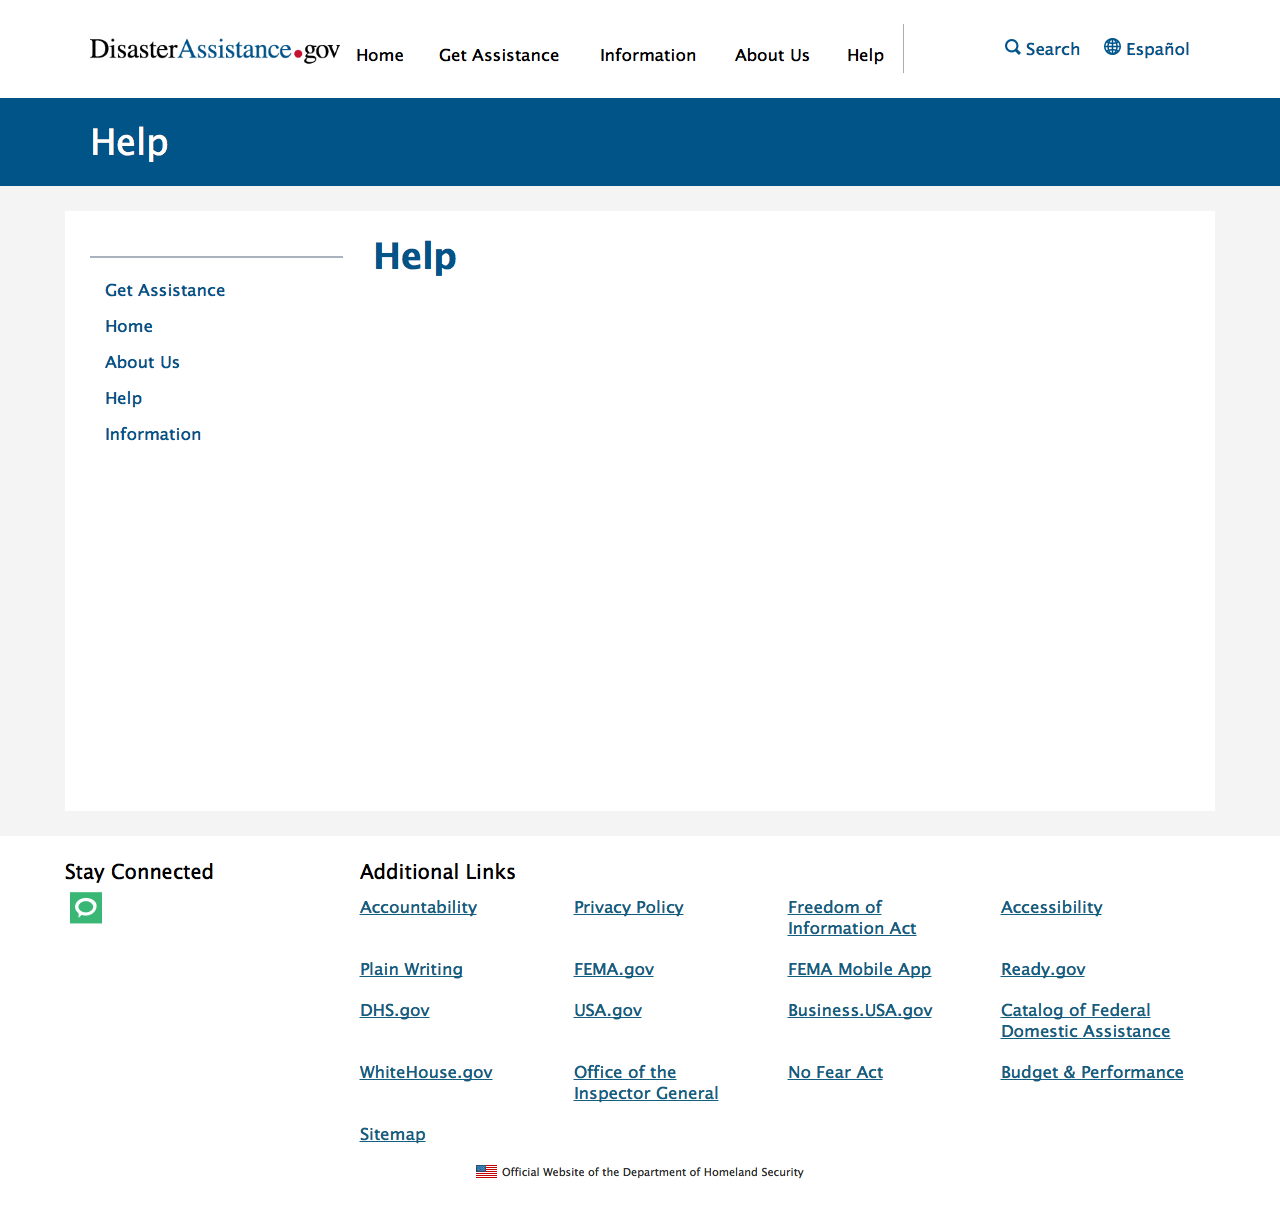 DisasterAssistance.gov Home Get Assistance Information About Us Help Search Español
Help
Help
Get Assistance
Home
About Us
Help
Information
Stay Connected
Additional Links
Accountability Privacy Policy Freedom of Accessibility
Information Act
Plain Writing FEMA.gov FEMA Mobile App Ready.gov
DHS.gov USA.gov Business.USA.gov Catalog of Federal
Domestic Assistance
WhiteHouse.gov Office of the No Fear Act Budget & Performance
Inspector General
Sitemap
Official Website of the Department of Homeland Security